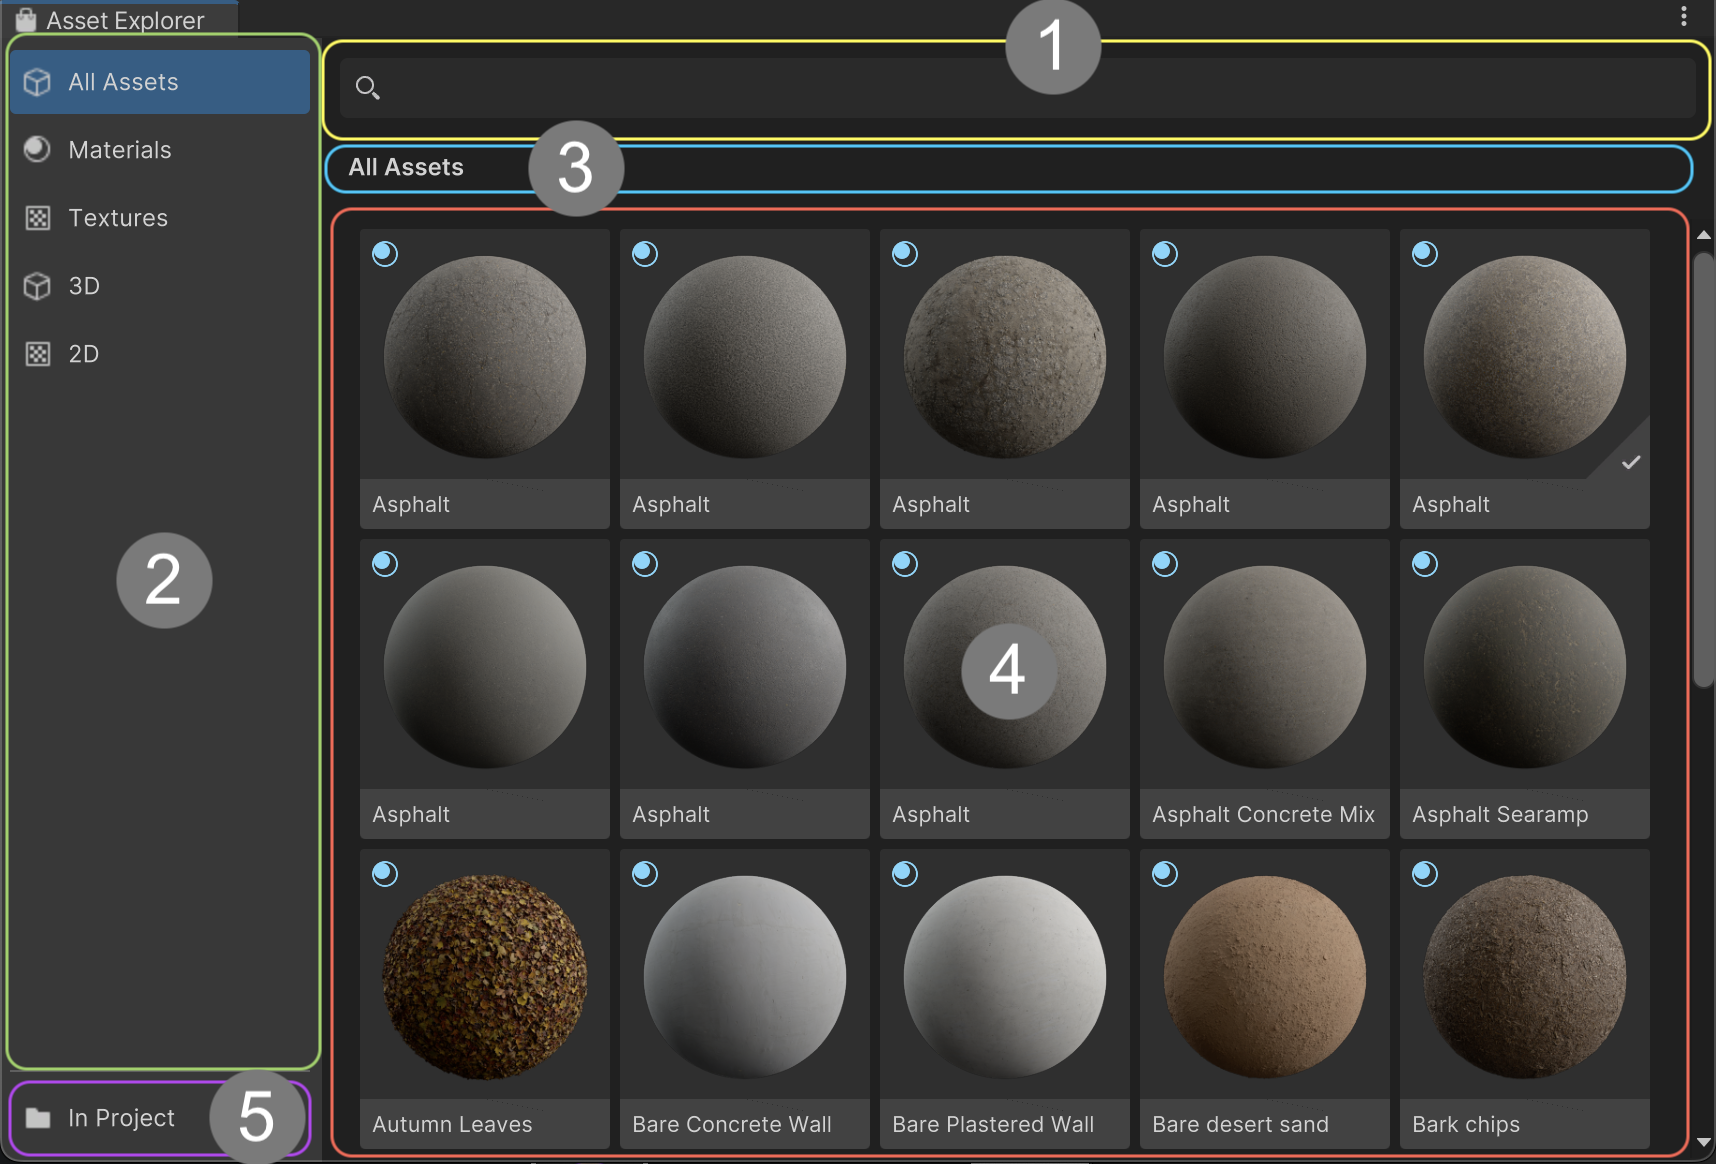 Asset Explorer
1
All Assets
Materials
Textures
3D
2D
2
In Project
5
All Assets
3
Asphalt
Asphalt
Asphalt
Asphalt
Asphalt
Asphalt
Asphalt
4
Asphalt
Asphalt Concrete Mix
Asphalt Searamp
Autumn Leaves
Bare Concrete Wall
Bare Plastered Wall
Bare desert sand
Bark chips